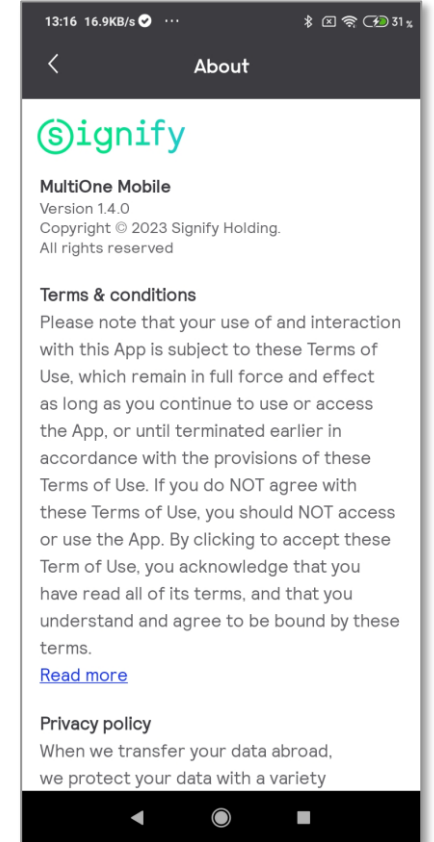 13:16 16.9KB/s ... 31%
About
signify
MultiOne Mobile
Version 1.4.0
Copyright © 2023 Signify Holding.
All rights reserved
Terms & conditions
Please note that your use of and interaction
with this App is subject to these Terms of
Use, which remain in full force and effect
as long as you continue to use or access
the App, or until terminated earlier in
accordance with the provisions of these
Terms of Use. If you do NOT agree with
these Terms of Use, you should NOT access
or use the App. By clicking to accept these
Term of Use, you acknowledge that you
have read all of its terms, and that you
understand and agree to be bound by these
terms.
Read more
Privacy policy
When we transfer your data abroad,
we protect your data with a variety